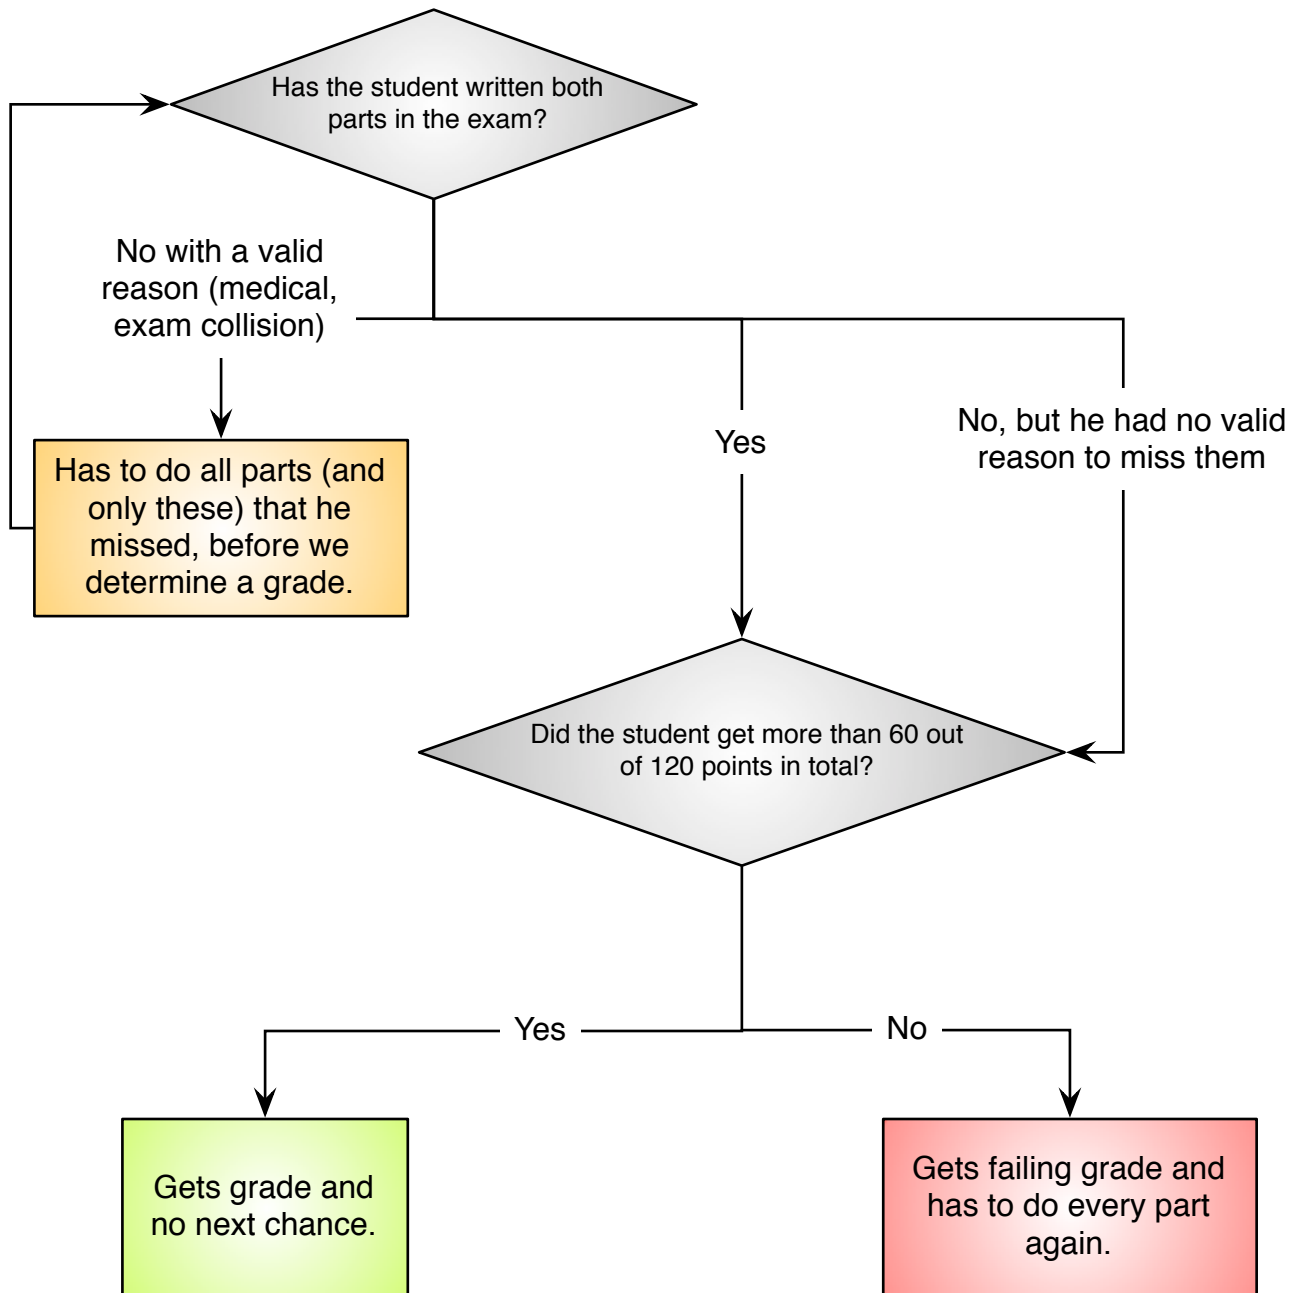 Has the student written both
parts in the exam?
No with a valid
reason (medical,
exam collision)
Yes
No, but he had no valid
reason to miss them
Has to do all parts (and
only these) that he
missed, before we
determine a grade.
Did the student get more than 60 out
of 120 points in total?
Yes
No
Gets grade and
no next chance.
Gets failing grade and
has to do every part
again.